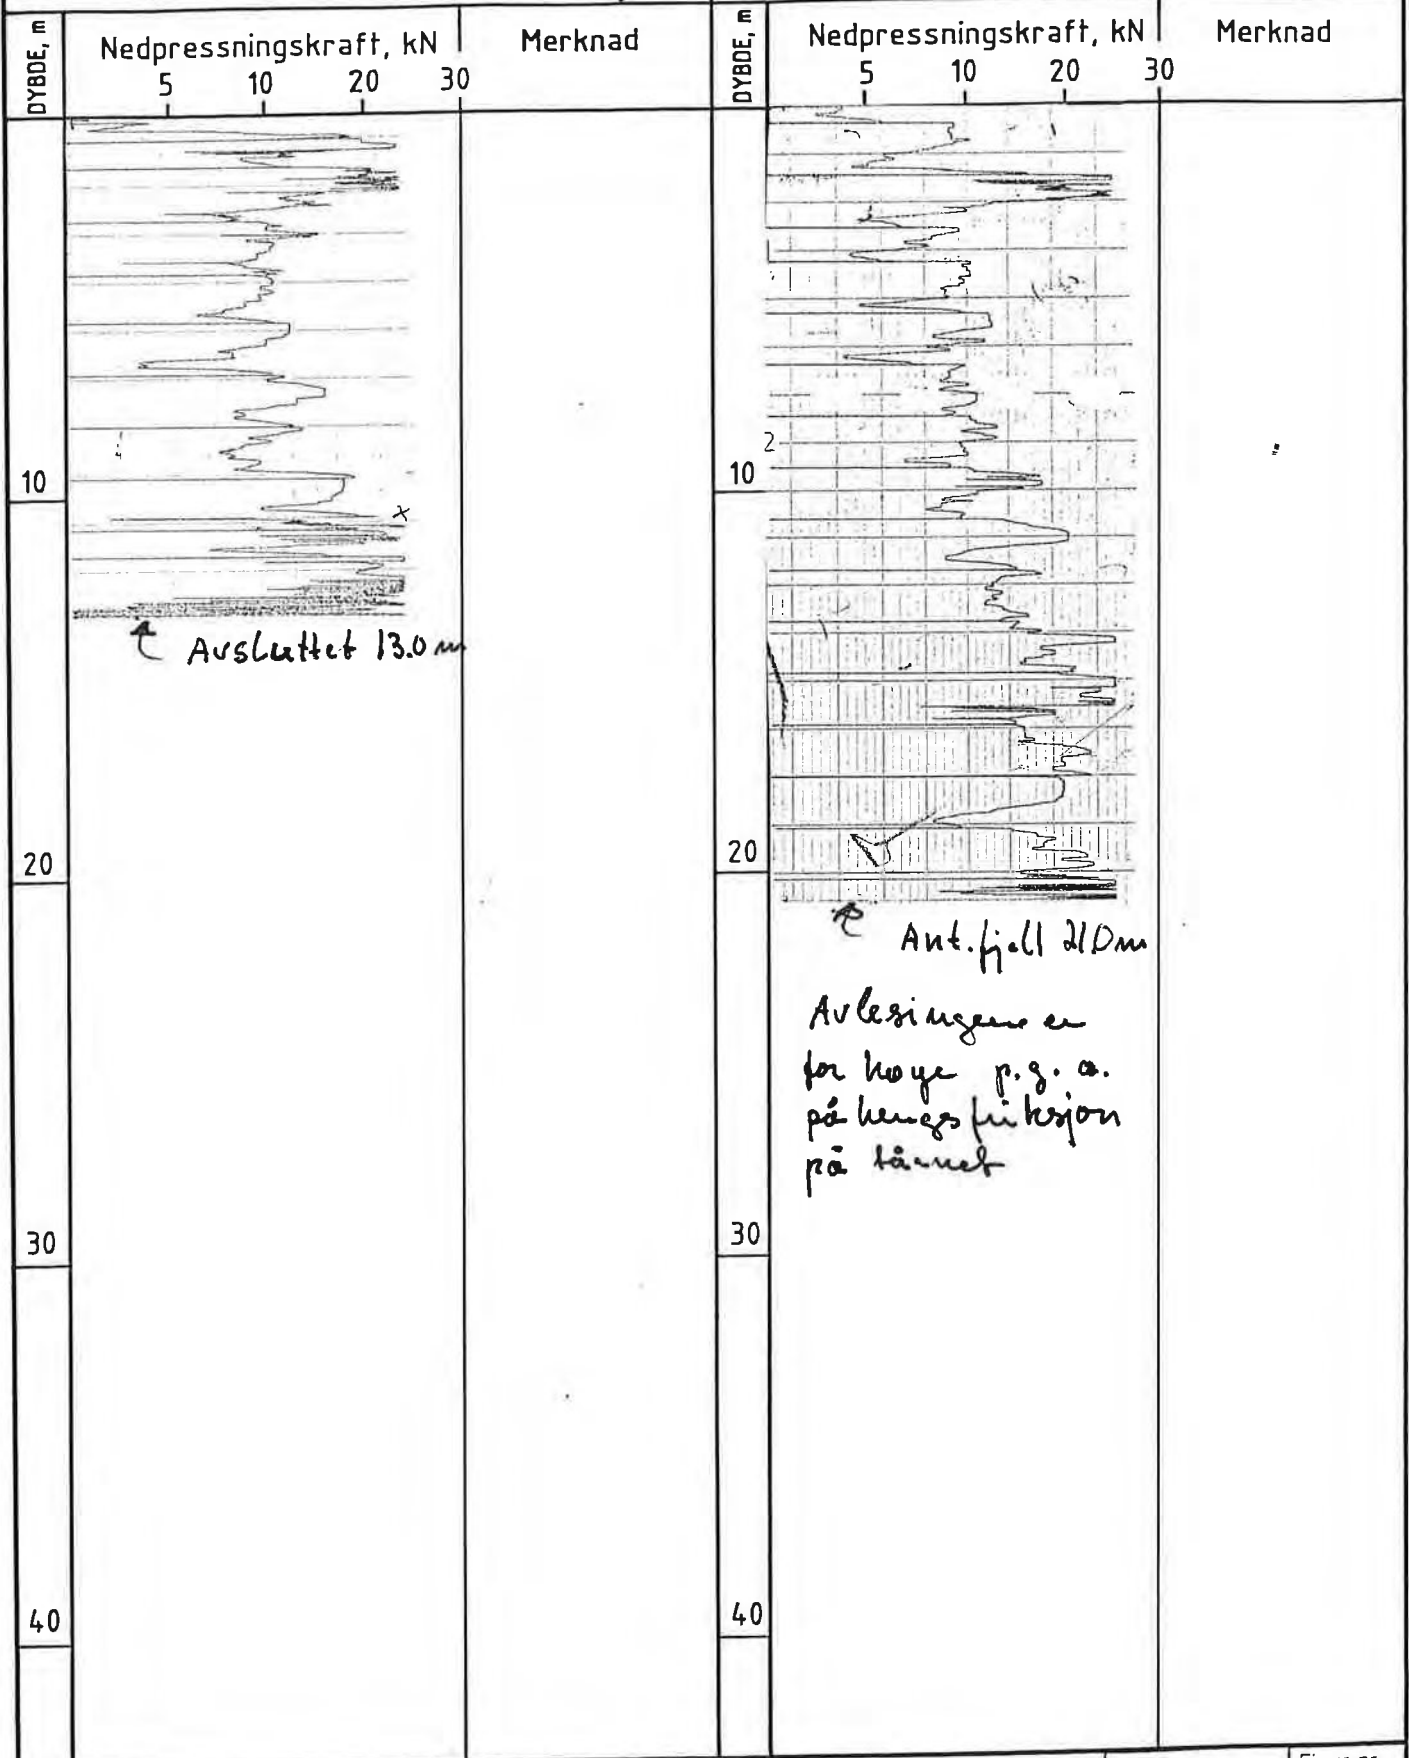 DYBDE, m
Nedpressningskraft, kN
Merknad
5 10 20 30
10
20
30
40
Avsluttet 13.0 m
DYBDE, m
Nedpressningskraft, kN
Merknad
5 10 20 30
2
10
20
30
40
Ant. fjell 21.0 m
Avlesingene er
for høye p.g.a.
påhengsfriksjon
på tårnet